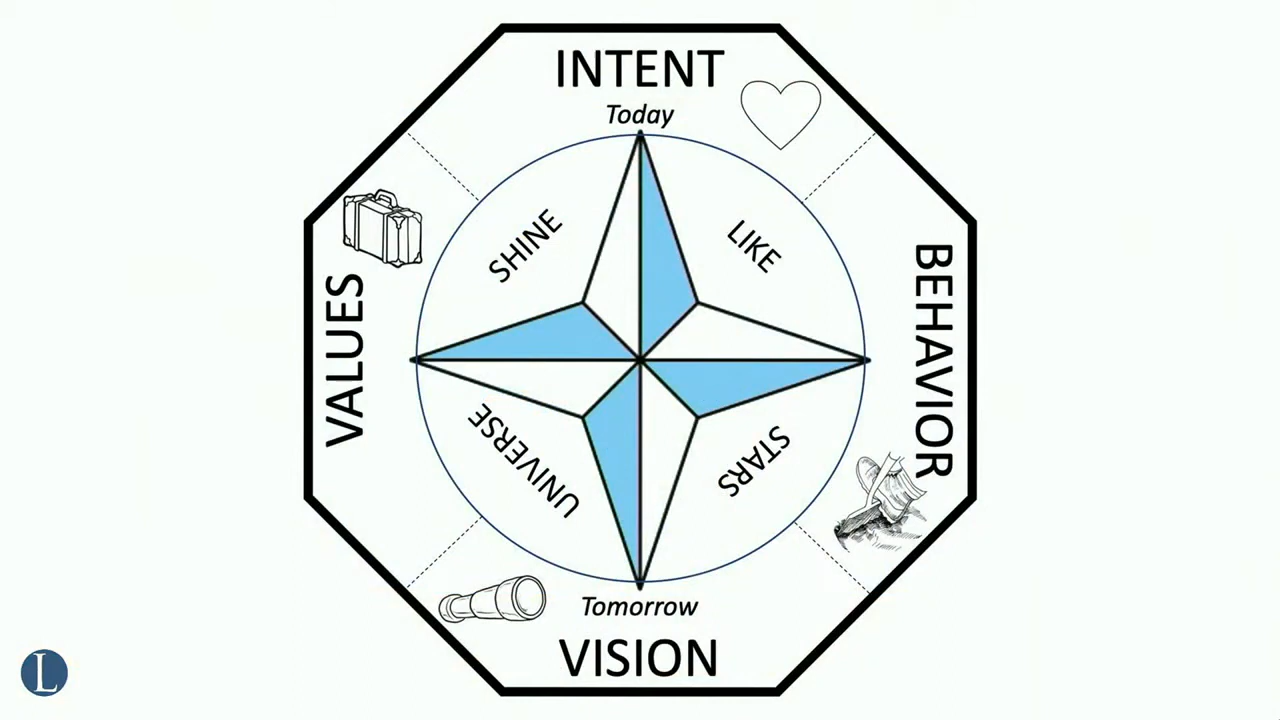 INTENT
Today
SHINE
LIKE
VALUES
BEHAVIOR
UNIVERSE
STARS
Tomorrow
VISION
L